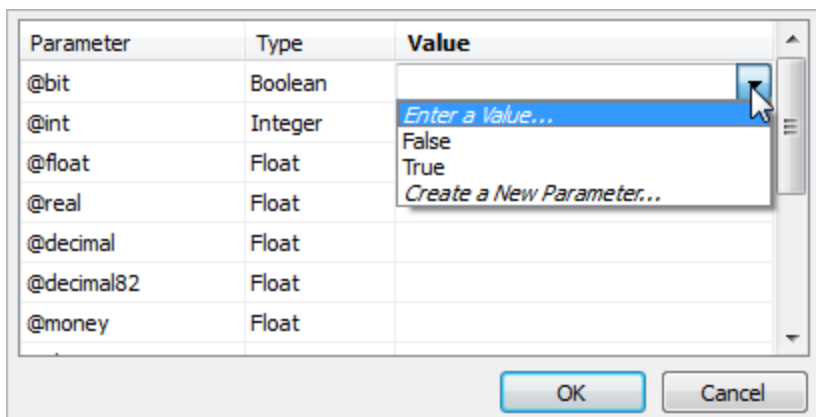 Parameter Type Value
@bit Boolean
@int Integer
Enter a Value...
False
True
Create a New Parameter...
@float Float
@real Float
@decimal Float
@decimal82 Float
@money Float
OK Cancel